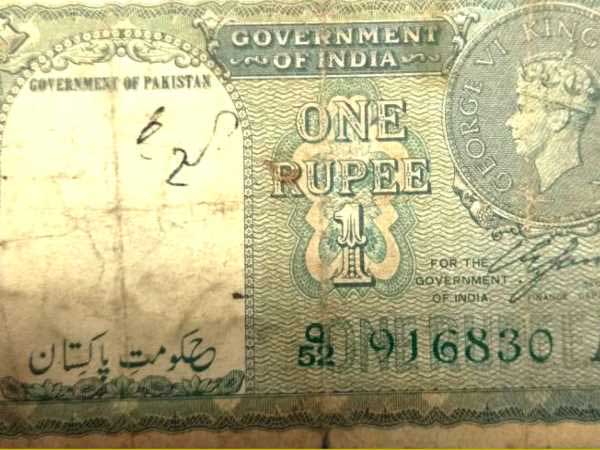 GOVERNMENT
OF INDIA
GOVERNMENT OF PAKISTAN
ONE
RUPEE
1
GEORGE VI KING
FOR THE
GOVERNMENT
OF INDIA
FINANCE
Q/52 916830
حکومت پاکستان